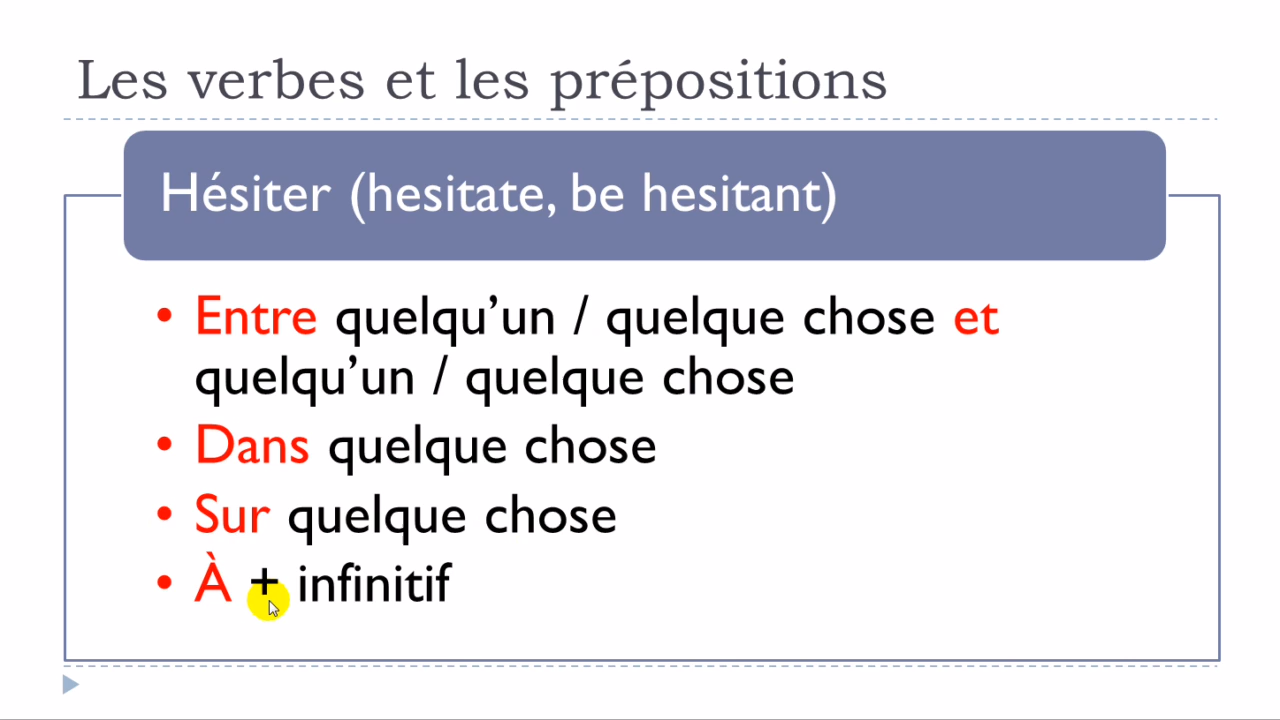 Les verbes et les prépositions
Hésiter (hesitate, be hesitant)
• Entre quelqu’un / quelque chose et
quelqu’un / quelque chose
• Dans quelque chose
• Sur quelque chose
• À + infinitif